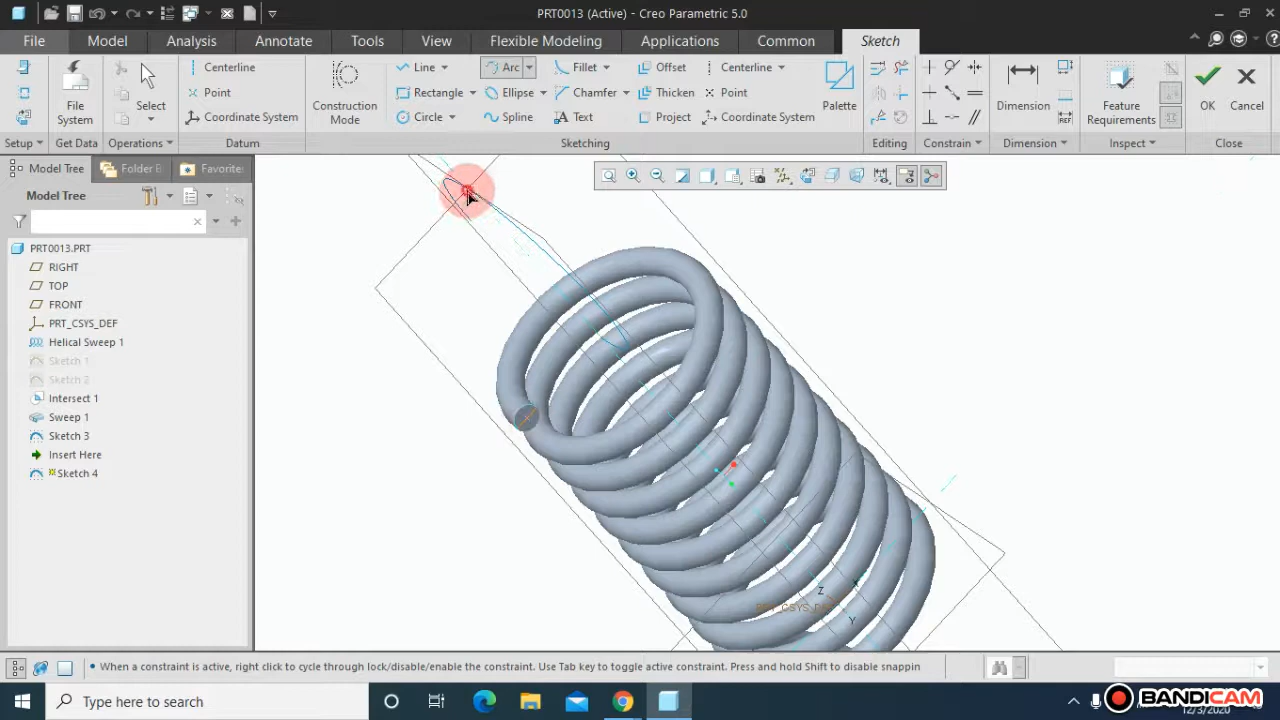 PRT0013 (Active) - Creo Parametric 5.0
File Model Analysis Annotate Tools View Flexible Modeling Applications Common Sketch
Centerline Line Arc Fillet Offset Centerline
Point Rectangle Ellipse Chamfer Thicken Point
Coordinate System Circle Spline Text Project Coordinate System
File System Select Construction Mode Palette Dimension Feature Requirements OK Cancel
Setup Get Data Operations Datum Sketching Editing Constrain Dimension Inspect Close
Model Tree Folder B Favorite
Model Tree
PRT0013.PRT
RIGHT
TOP
FRONT
PRT_CSYS_DEF
Helical Sweep 1
Sketch 1
Sketch 2
Intersect 1
Sweep 1
Sketch 3
Insert Here
Sketch 4
X
Z
PRT_CSYS_DEF
Y
• When a constraint is active, right click to cycle through lock/disable/enable the constraint. Use Tab key to toggle active constraint. Press and hold Shift to disable snappin
Type here to search
BANDICAM
12/3/2020